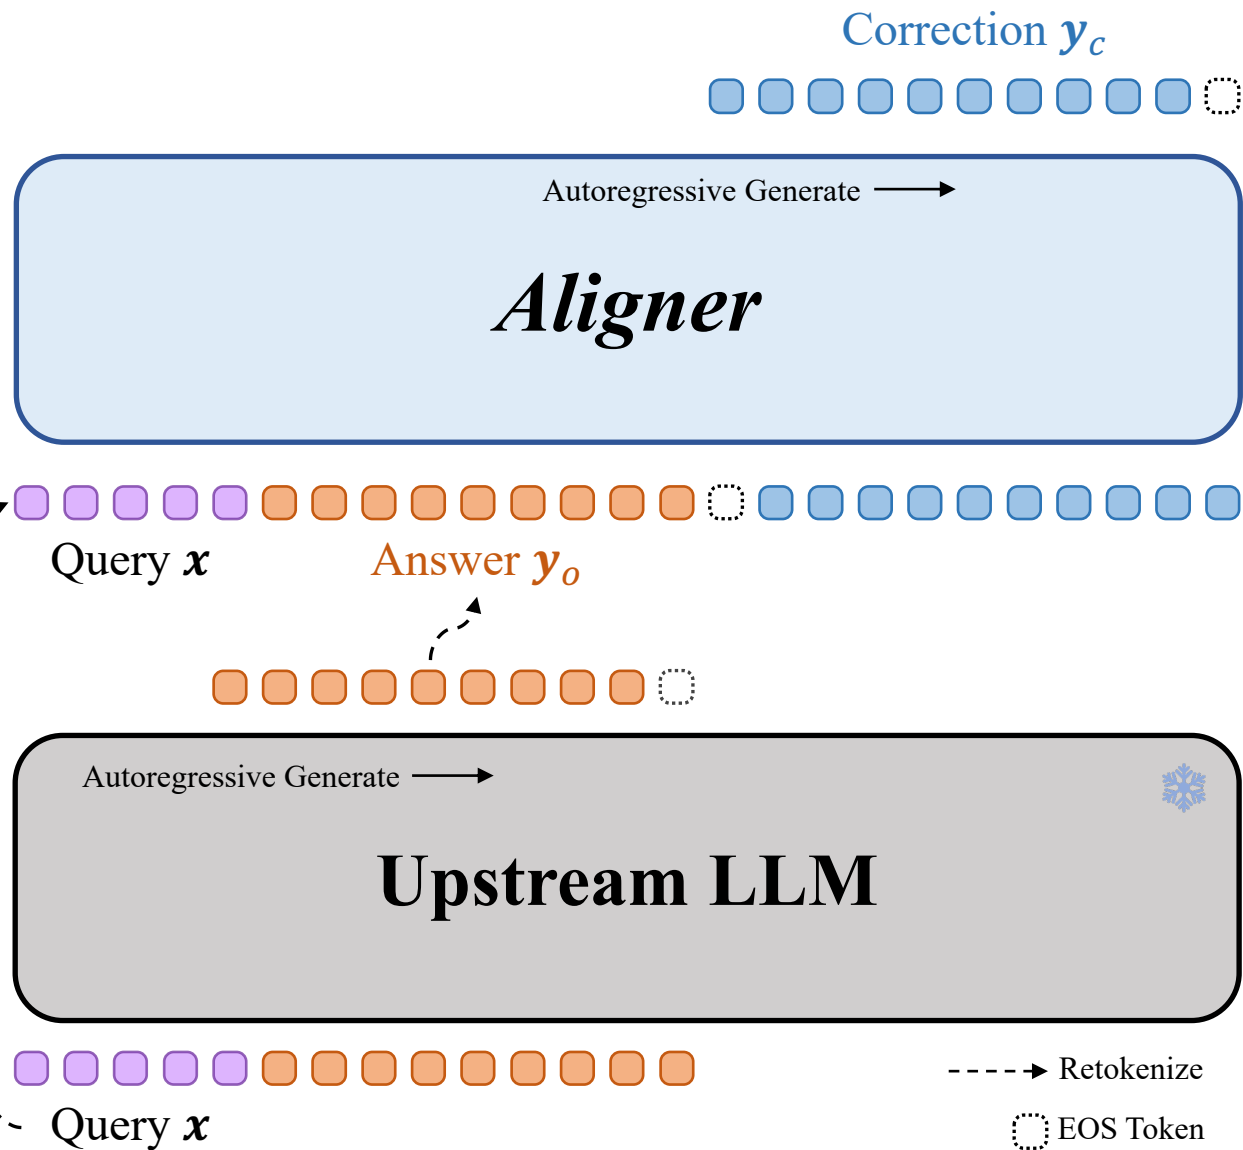 Correction y_c
Autoregressive Generate
Aligner
Query x
Answer y_o
Autoregressive Generate
Upstream LLM
Retokenize
Query x
EOS Token